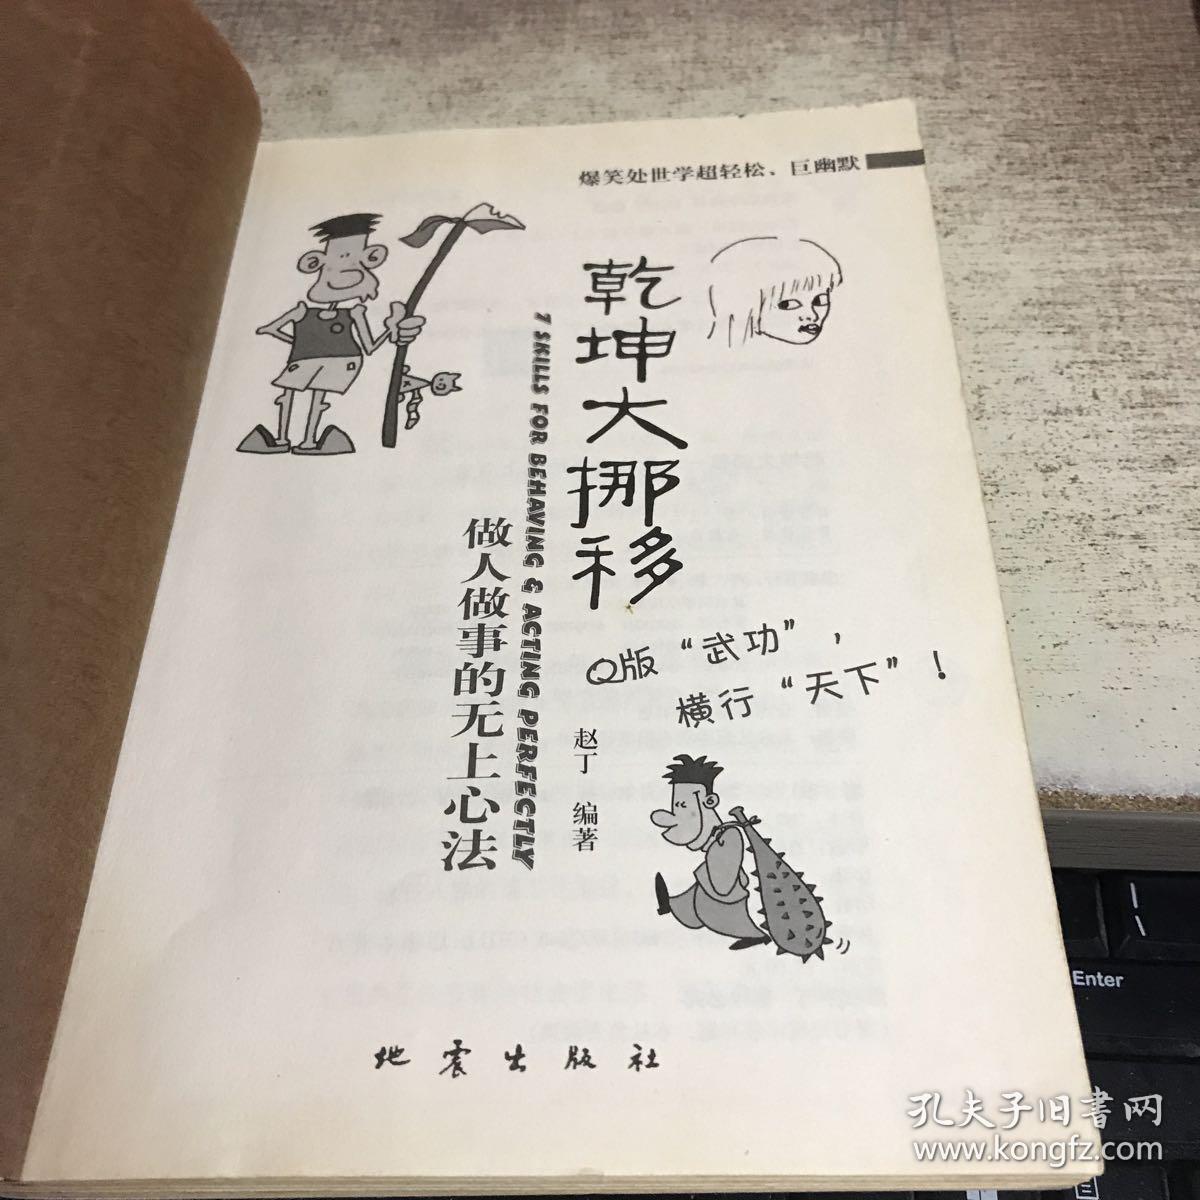 爆笑处世学超轻松、巨幽默
乾坤大挪移
7 SKILLS FOR BEHAVING & ACTING PERFECTLY
做人做事的无上心法
Q版“武功”，
横行“天下”！
赵丁 编著
地震出版社
Enter
孔夫子旧书网
www.kongfz.com